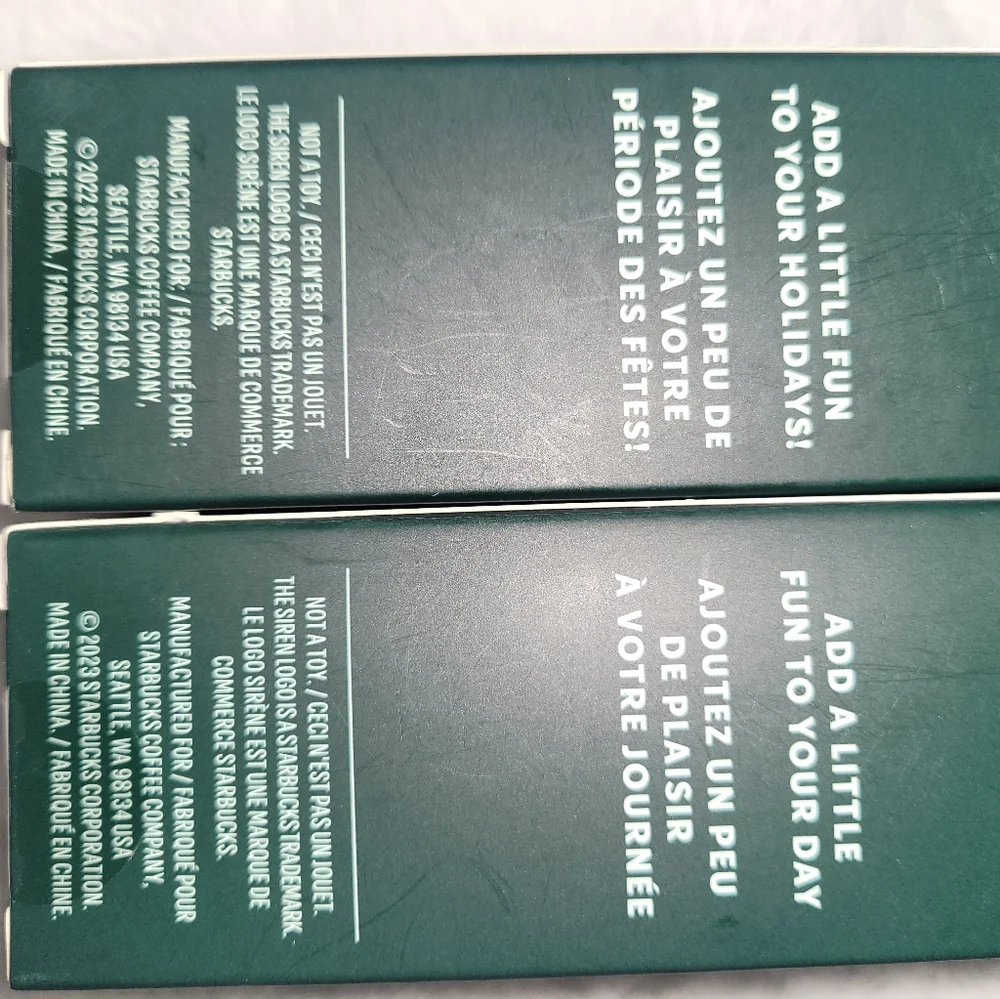 ADD A LITTLE FUN
TO YOUR HOLIDAYS!
AJOUTEZ UN PEU DE
PLAISIR À VOTRE
PÉRIODE DES FÊTES!
NOT A TOY. / CECI N'EST PAS UN JOUET
THE SIREN LOGO IS A STARBUCKS TRADEMARK.
LE LOGO SIRÈNE EST UNE MARQUE DE COMMERCE
STARBUCKS.
MANUFACTURED FOR: / FABRIQUÉ POUR :
STARBUCKS COFFEE COMPANY,
SEATTLE, WA 98134 USA
© 2022 STARBUCKS CORPORATION.
MADE IN CHINA. / FABRIQUÉ EN CHINE.
ADD A LITTLE
FUN TO YOUR DAY
AJOUTEZ UN PEU
DE PLAISIR
À VOTRE JOURNÉE
NOT A TOY. / CECI N'EST PAS UN JOUET.
THE SIREN LOGO IS A STARBUCKS TRADEMARK
LE LOGO SIRÈNE EST UNE MARQUE DE
COMMERCE STARBUCKS.
MANUFACTURED FOR / FABRIQUÉ POUR
STARBUCKS COFFEE COMPANY,
SEATTLE, WA 98134 USA
© 2023 STARBUCKS CORPORATION.
MADE IN CHINA. / FABRIQUÉ EN CHINE.